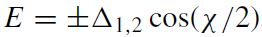 E = ±Δ₁,₂ cos(χ/2)